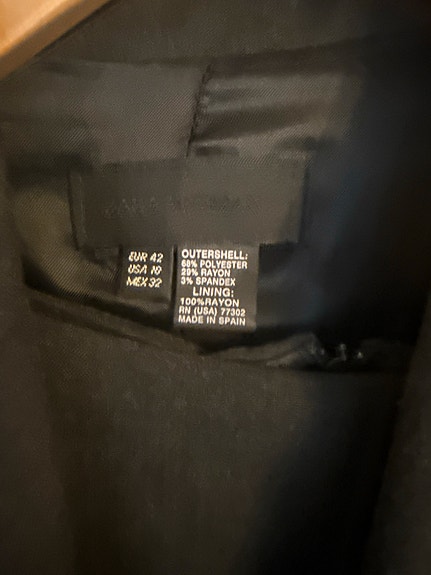 EUR 42
USA 10
MEX 32
OUTERSHELL:
68% POLYESTER
29% RAYON
3% SPANDEX
LINING:
100%RAYON
RN (USA) 77302
MADE IN SPAIN